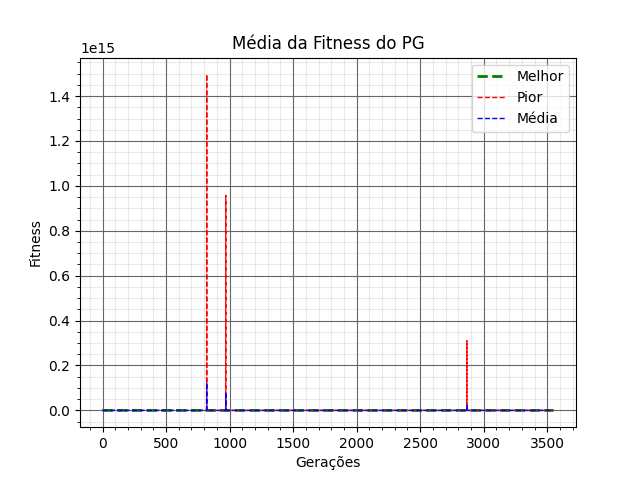 Média da Fitness do PG
1e15
Melhor
Pior
Média
1.4
1.2
1.0
0.8
0.6
0.4
0.2
0.0
Fitness
0 500 1000 1500 2000 2500 3000 3500
Gerações